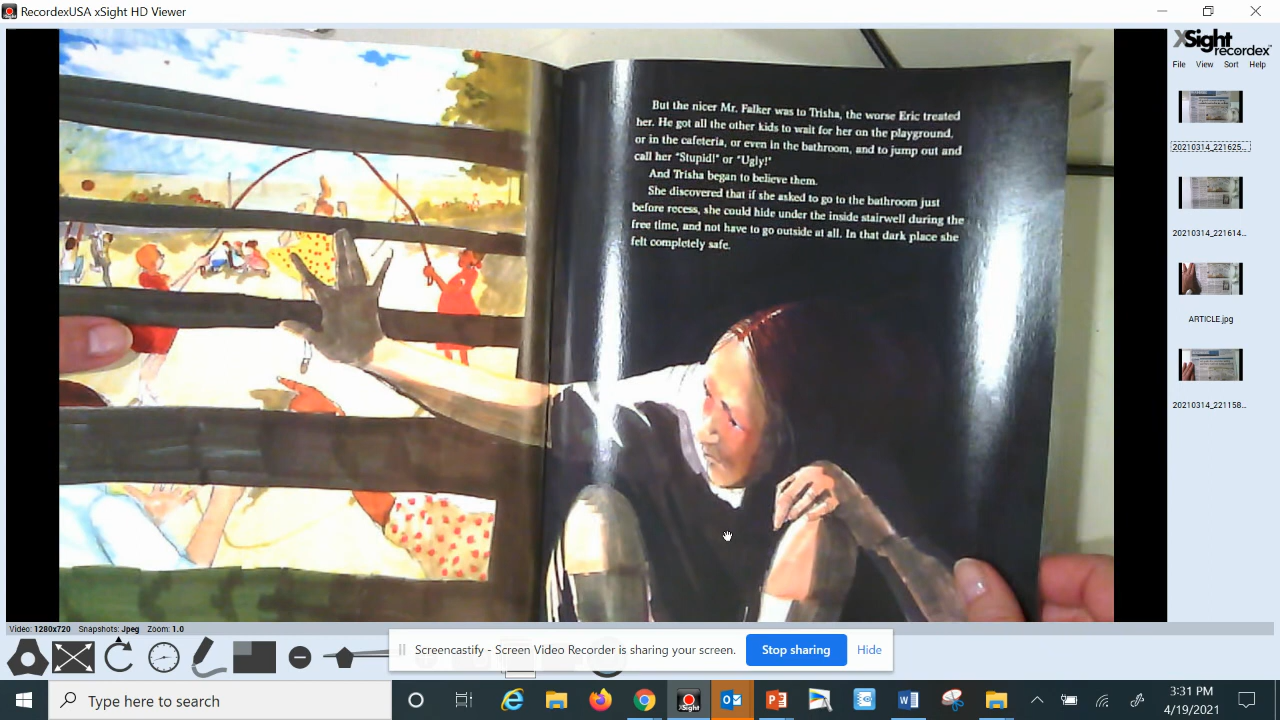 RecordexUSA xSight HD Viewer
XSight
recordex
File View Sort Help
20210314_221625...
20210314_221614...
ARTICLE.jpg
20210314_221158...
But the nicer Mr. Falker was to Trisha, the worse Eric treated
her. He got all the other kids to wait for her on the playground,
or in the cafeteria, or even in the bathroom, and to jump out and
call her "Stupid!" or "Ugly!"
And Trisha began to believe them.
She discovered that if she asked to go to the bathroom just
before recess, she could hide under the inside stairwell during the
free time, and not have to go outside at all. In that dark place she
felt completely safe.
Video: 1280x720 Snapshots: Jpeg Zoom: 1.0
Screencastify - Screen Video Recorder is sharing your screen.
Stop sharing
Hide
Type here to search
xSight
3:31 PM
4/19/2021